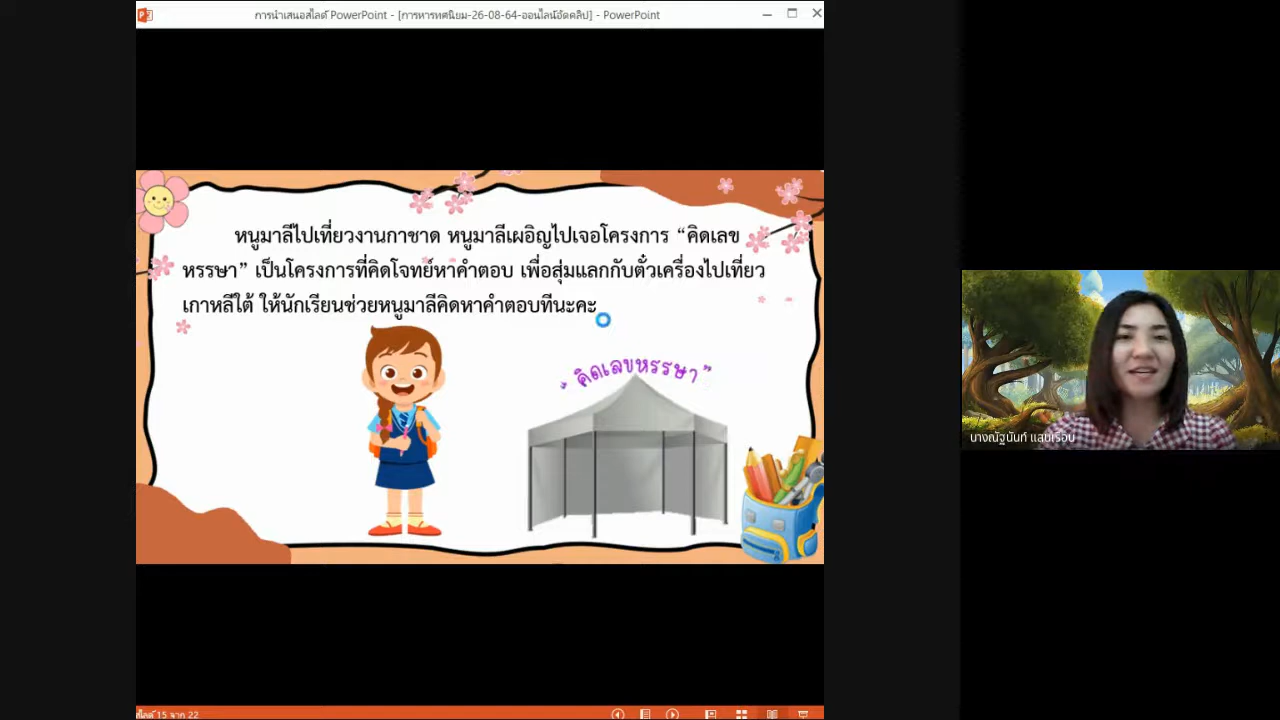 การนำเสนอสไลด์ PowerPoint - [การหารทศนิยม-26-08-64-ออนไลน์อัดคลิป] - PowerPoint
หนูมาลีไปเที่ยวงานกาชาด หนูมาลีเผอิญไปเจอโครงการ “คิดเลข
หรรษา” เป็นโครงการที่คิดโจทย์หาคำตอบ เพื่อสุ่มแลกกับตั๋วเครื่องไปเที่ยว
เกาหลีใต้ ให้นักเรียนช่วยหนูมาลีคิดหาคำตอบทีนะคะ
“คิดเลขหรรษา”
นางณัฐนันท์ แสบเรือบ
สไลด์ 15 จาก 22